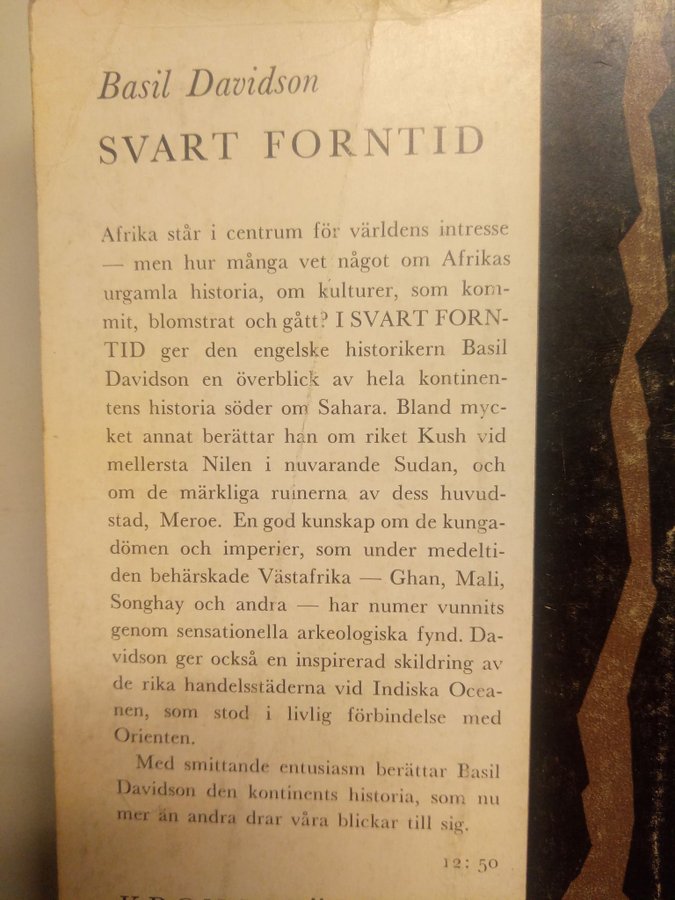 Basil Davidson
SVART FORNTID
Afrika står i centrum för världens intresse
— men hur många vet något om Afrikas
urgamla historia, om kulturer, som kom-
mit, blomstrat och gått? I SVART FORN-
TID ger den engelske historikern Basil
Davidson en överblick av hela kontinen-
tens historia söder om Sahara. Bland myc-
ket annat berättar han om riket Kush vid
mellersta Nilen i nuvarande Sudan, och
om de märkliga ruinerna av dess huvud-
stad, Meroe. En god kunskap om de kunga-
dömen och imperier, som under medelti-
den behärskade Västafrika — Ghan, Mali,
Songhay och andra — har numer vunnits
genom sensationella arkeologiska fynd. Da-
vidson ger också en inspirerad skildring av
de rika handelsstäderna vid Indiska Ocea-
nen, som stod i livlig förbindelse med
Orienten.
Med smittande entusiasm berättar Basil
Davidson den kontinents historia, som nu
mer än andra drar våra blickar till sig.
12: 50